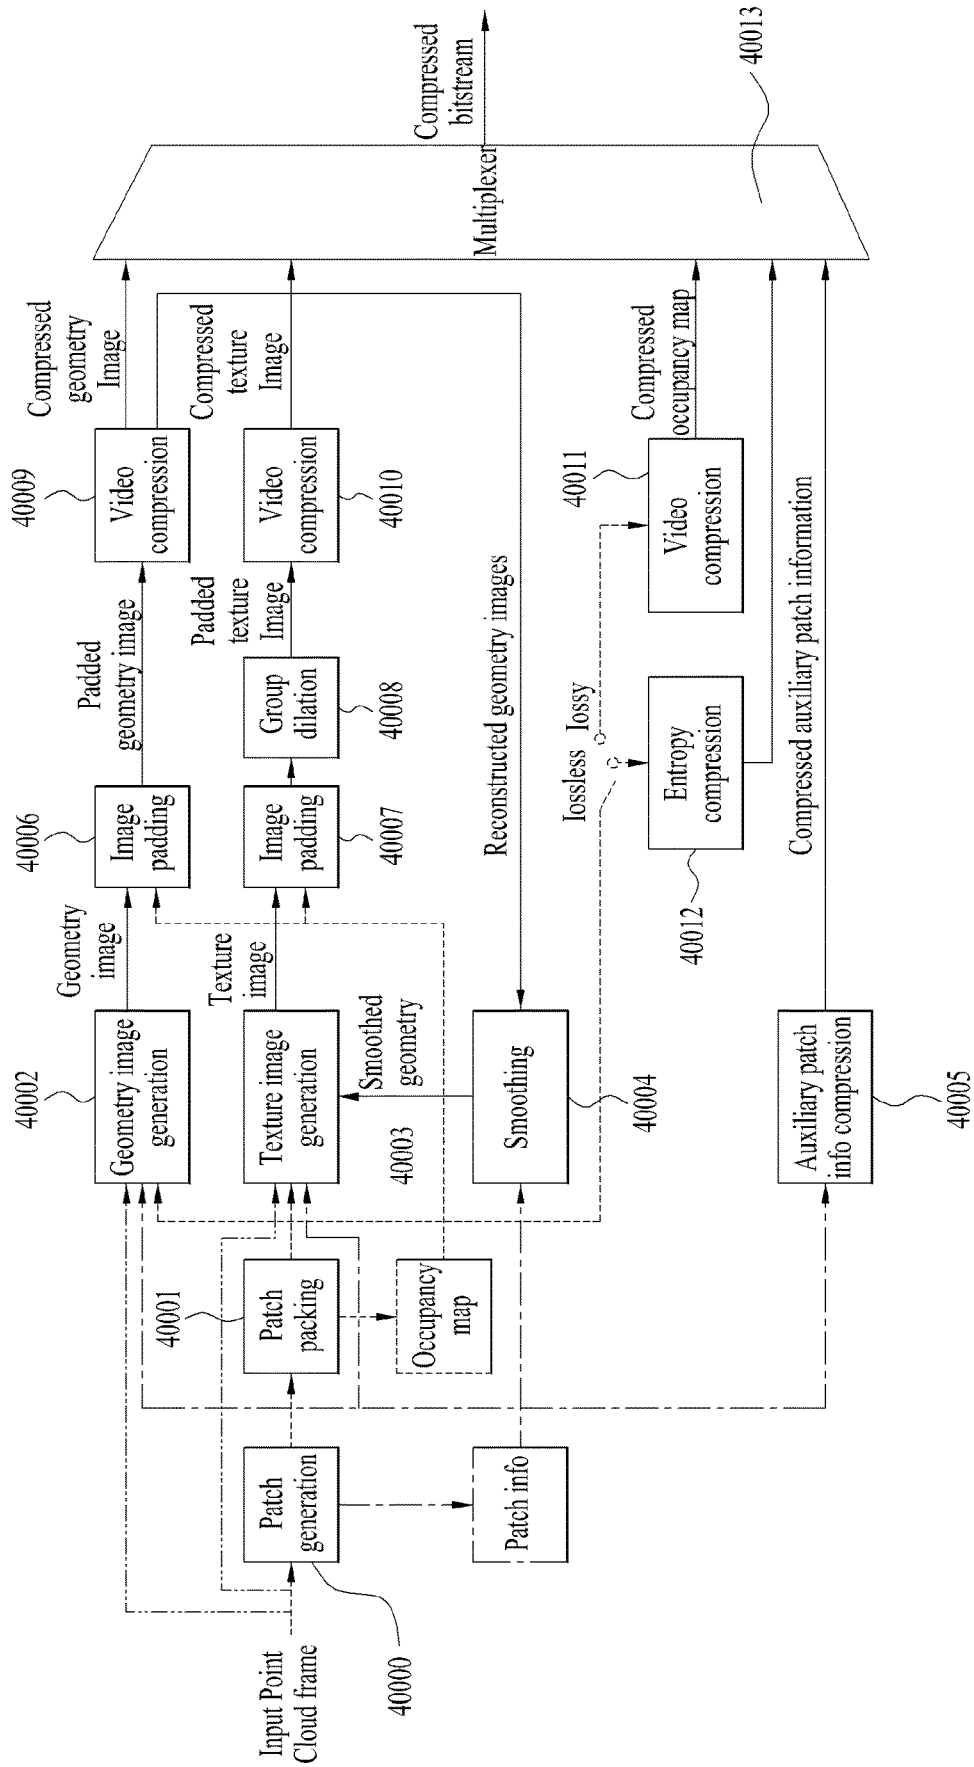 Input Point
Cloud frame
40000
Patch
generation
Patch info
40001
Patch
packing
Occupancy
map
40002
Geometry image
generation
Texture image
generation
40003
Smoothed
geometry
Smoothing
40004
Auxiliary patch
info compression
40005
Geometry
image
Texture
image
40006
Image
padding
Image
padding
40007
Group
dilation
40008
Padded
geometry image
Padded
texture
Image
40009
Video
compression
Video
compression
40010
Reconstructed geometry images
lossless
lossy
Entropy
compression
40012
40011
Video
compression
Compressed
geometry
Image
Compressed
texture
Image
Compressed
occupancy map
Compressed auxiliary patch information
Multiplexer
Compressed
bitstream
40013